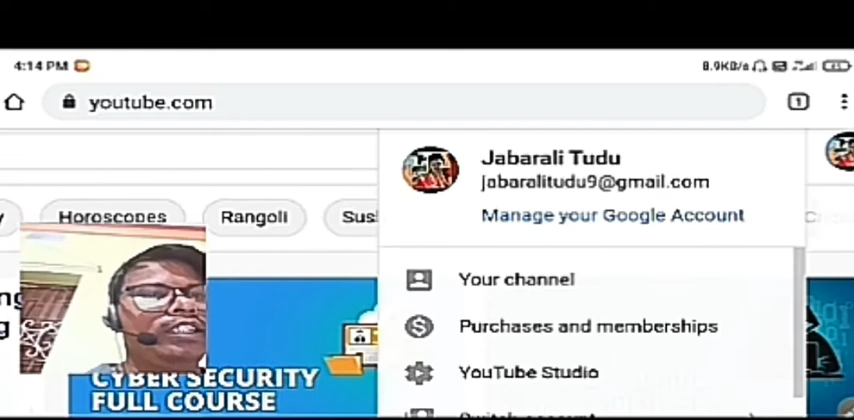 4:14 PM
8.9KB/s
youtube.com
1
Jabarali Tudu
jabaralitudu9@gmail.com
Manage your Google Account
Horoscopes
Rangoli
Your channel
Purchases and memberships
YouTube Studio
CYBER SECURITY
FULL COURSE